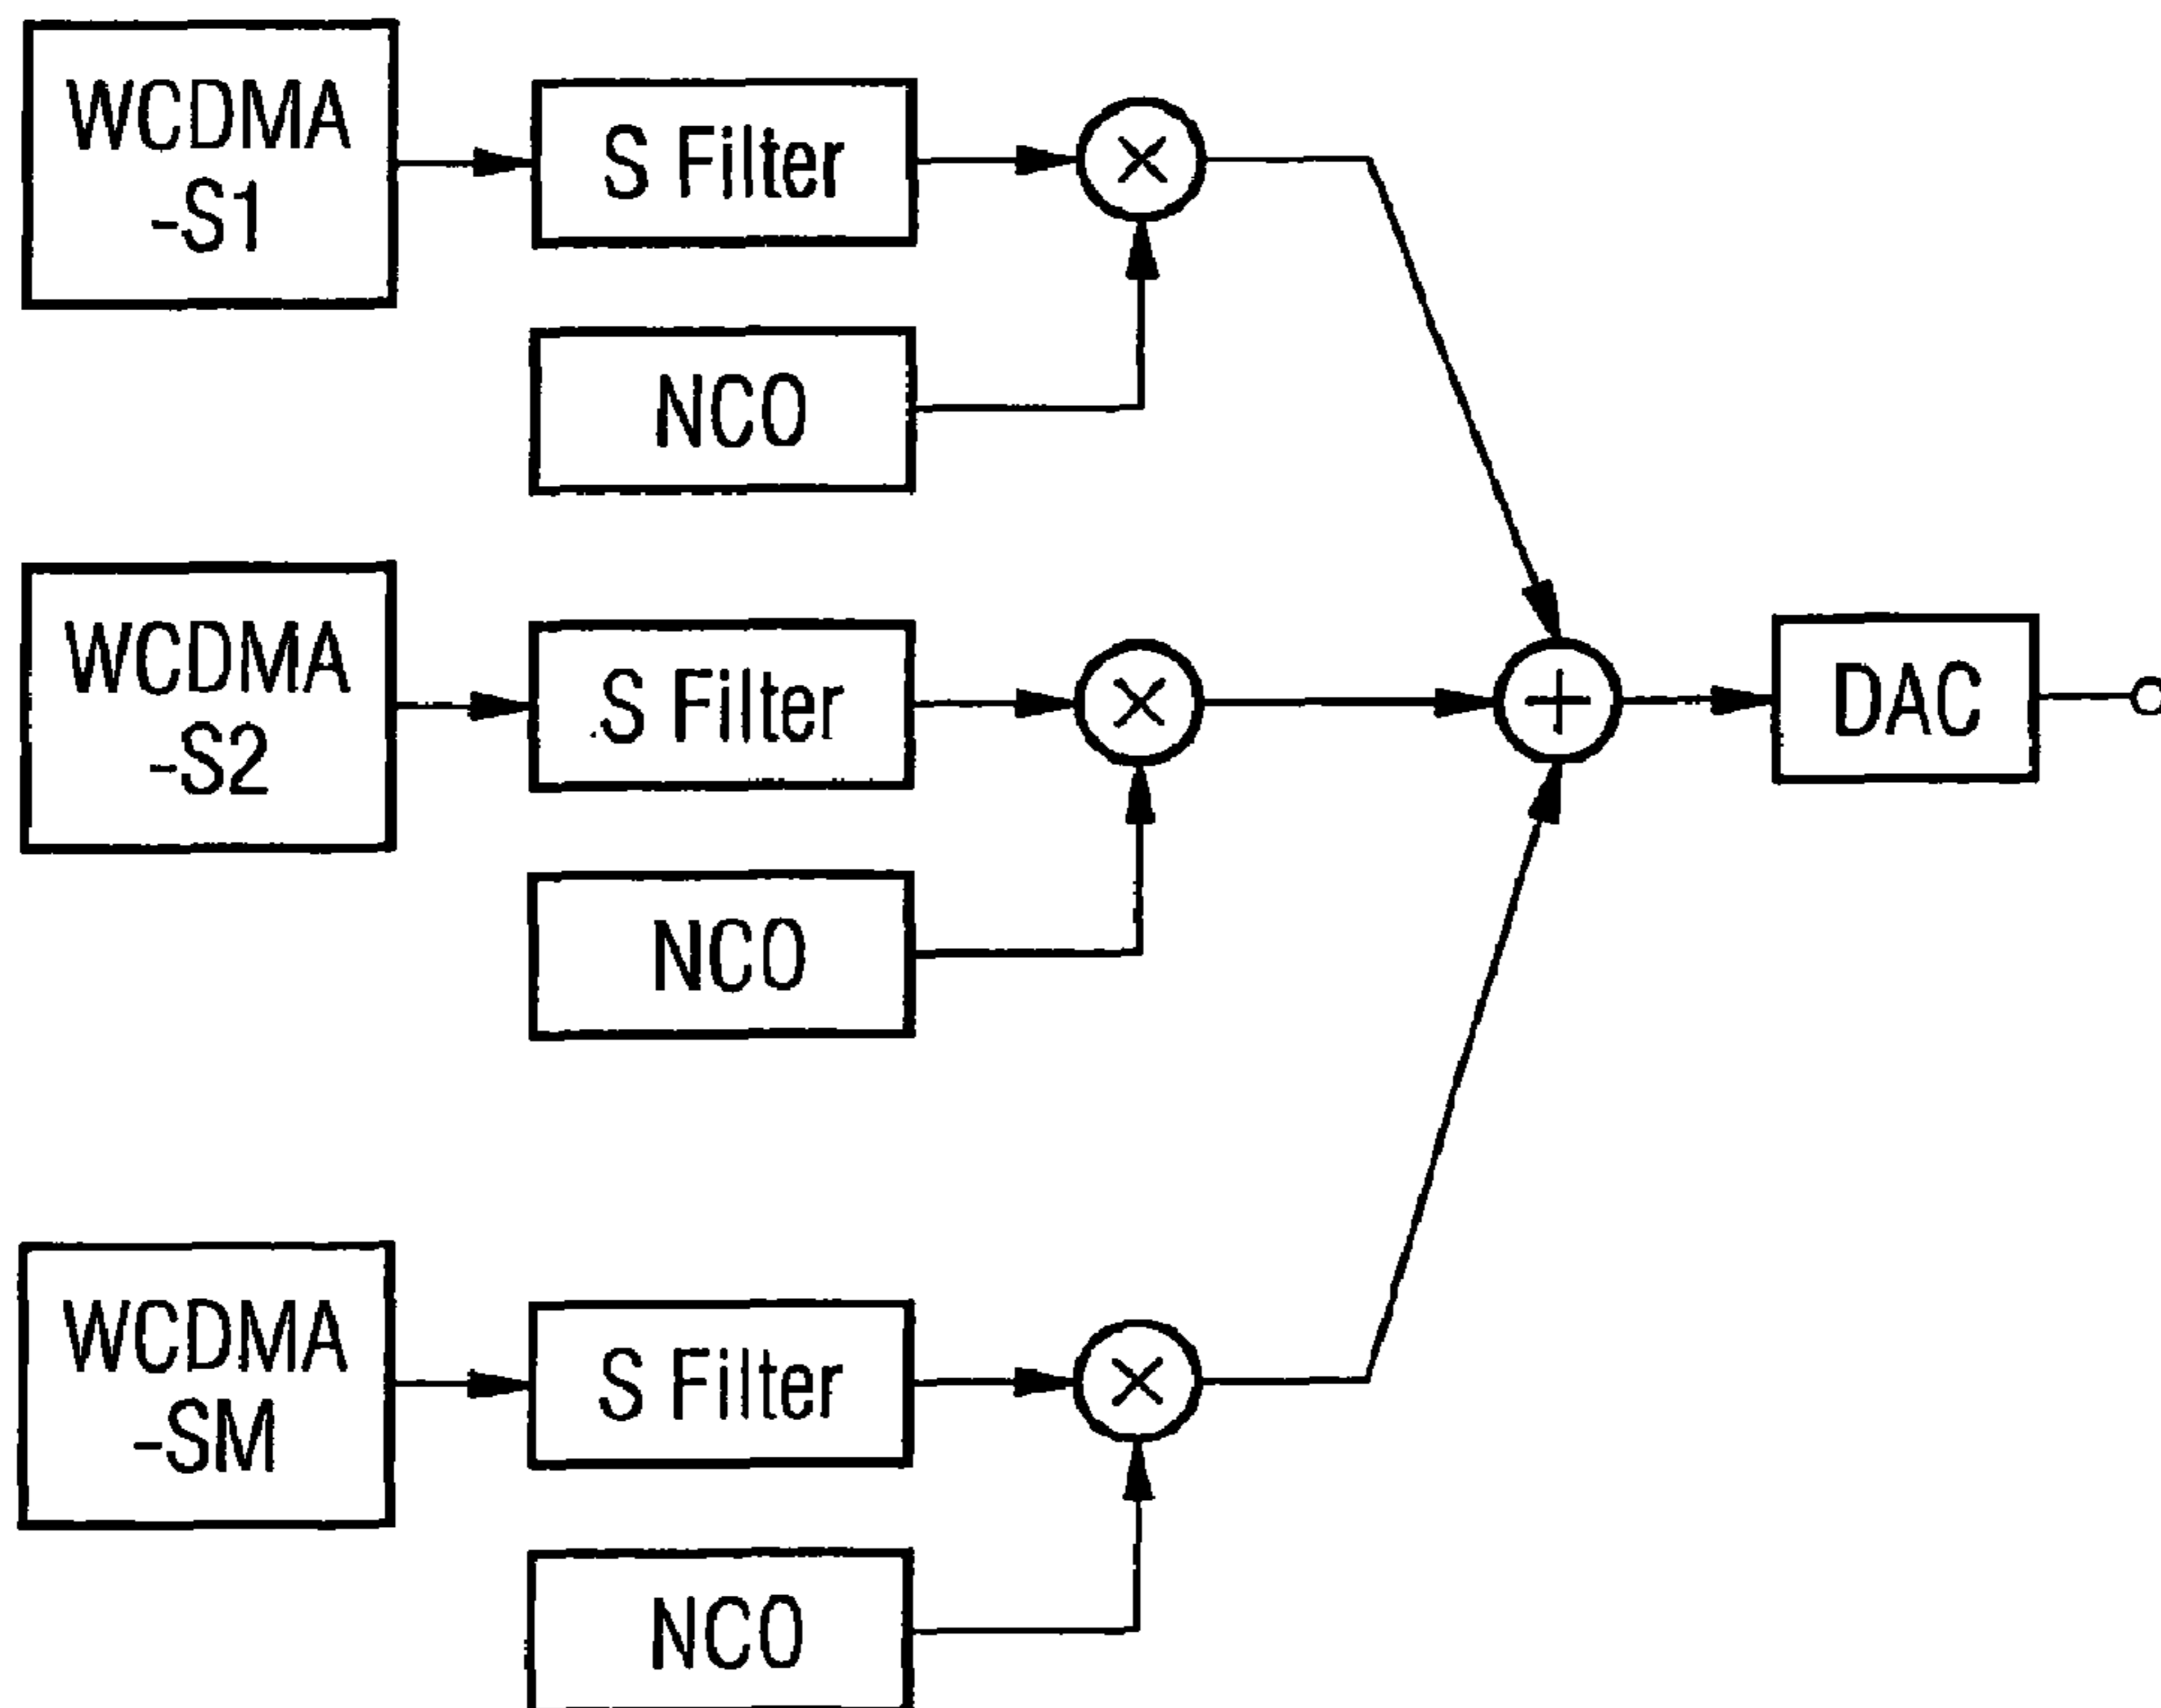 WCDMA
-S1
S Filter
×
NCO
WCDMA
-S2
S Filter
×
+
DAC
NCO
WCDMA
-SM
S Filter
×
NCO